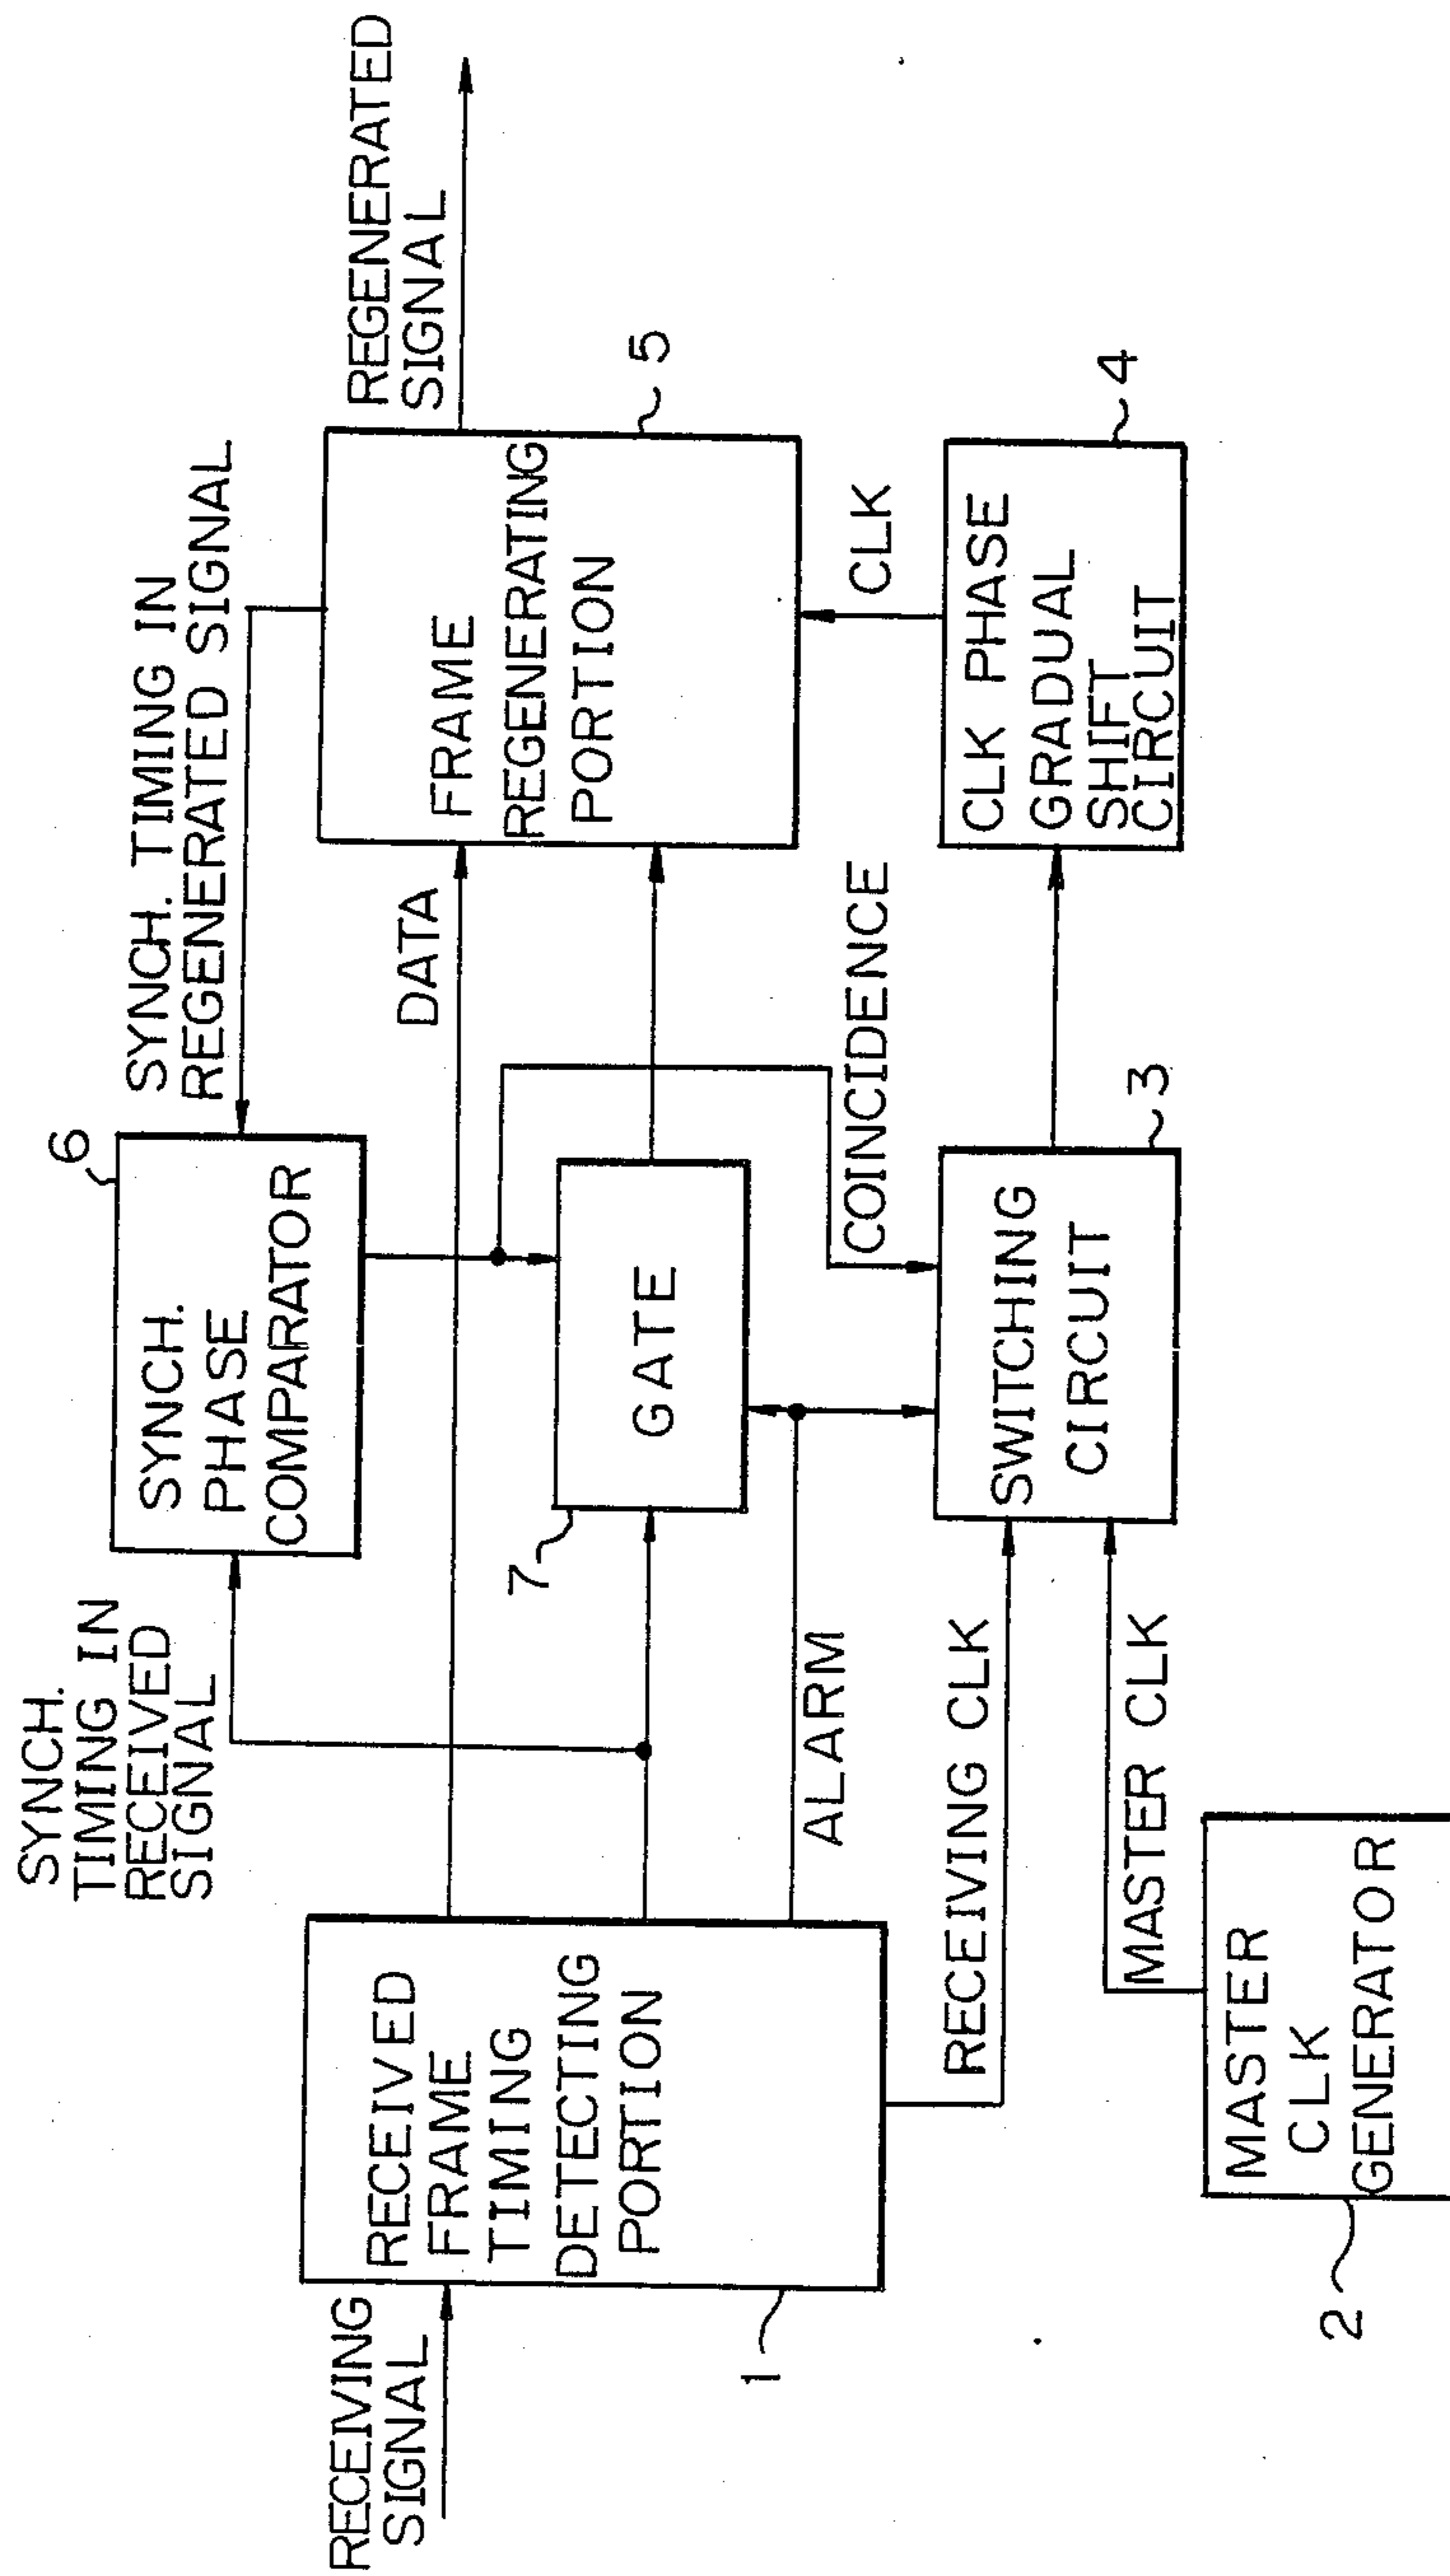 SYNCH.
TIMING IN
RECEIVED
SIGNAL
6
SYNCH.
PHASE
COMPARATOR
SYNCH. TIMING IN
REGENERATED SIGNAL
RECEIVING
SIGNAL
1
RECEIVED
FRAME
TIMING
DETECTING
PORTION
DATA
7
GATE
ALARM
COINCIDENCE
FRAME
REGENERATING
PORTION
5
REGENERATED
SIGNAL
RECEIVING CLK
MASTER CLK
SWITCHING
CIRCUIT
3
CLK
CLK PHASE
GRADUAL
SHIFT
CIRCUIT
4
2
MASTER
CLK
GENERATOR